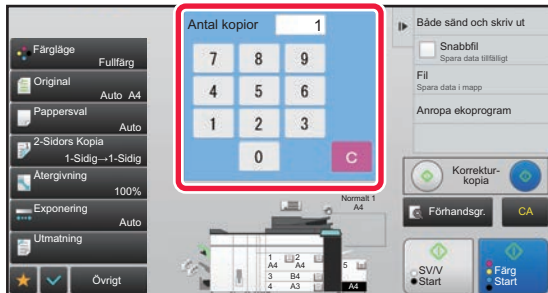 Färgläge
Fullfärg
Original
Auto A4
Pappersval
Auto
2-Sidors Kopia
1-Sidig→1-Sidig
Återgivning
100%
Exponering
Auto
Utmatning
Övrigt
Antal kopior 1
7 8 9
4 5 6
1 2 3
0 C
Normalt 1
A4
1 A4
2 A4
3 B4
4 A3
5
A4
Både sänd och skriv ut
Snabbfil
Spara data tillfälligt
Fil
Spara data i mapp
Anropa ekoprogram
Korrektur-
kopia
Förhandsgr.
CA
SV/V
Start
Färg
Start